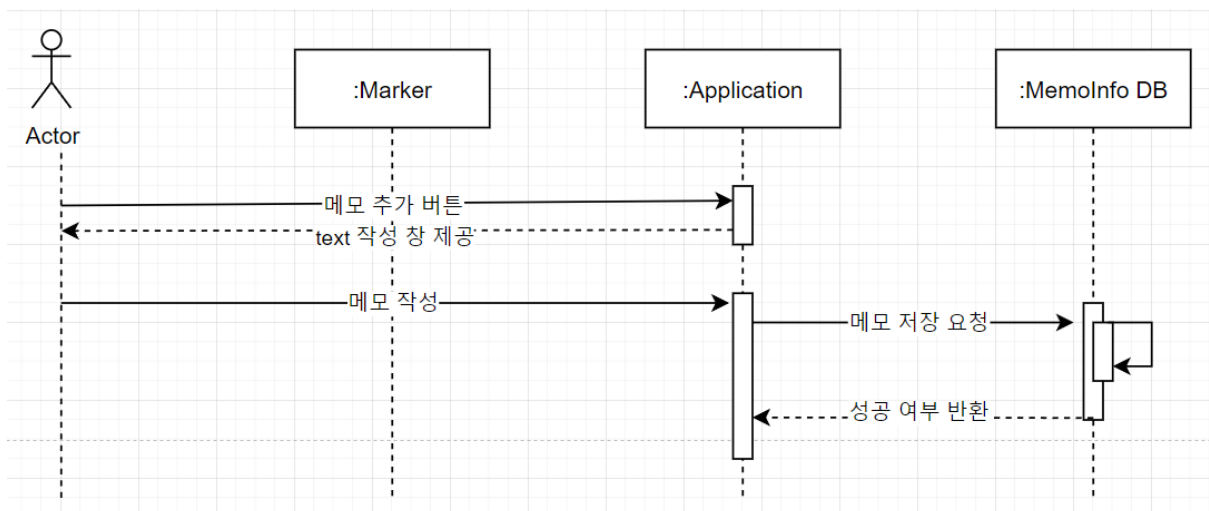 :Marker
:Application
:MemoInfo DB
Actor
메모 추가 버튼
text 작성 창 제공
메모 작성
메모 저장 요청
성공 여부 반환